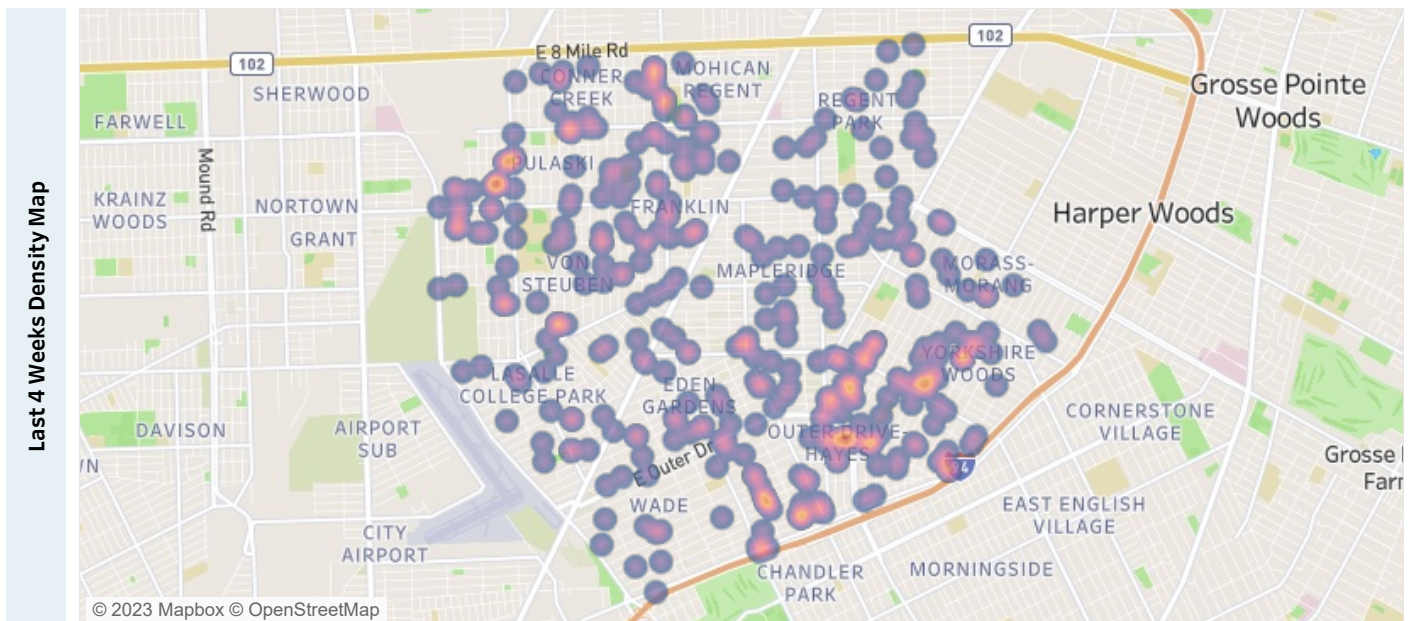 Last 4 Weeks Density Map
E 8 Mile Rd
102
102
CONNER
CREEK
MOHICAN
REGENT
SHERWOOD
Grosse Pointe
Woods
FARWELL
REGENT
PARK
Mound Rd
PULASKI
KRAINZ
WOODS
NORTOWN
FRANKLIN
Harper Woods
GRANT
VON
STEUBEN
MAPLERIDGE
MORASS-
MORANG
YORKSHIRE
WOODS
LASALLE
COLLEGE PARK
EDEN
GARDENS
CORNERSTONE
VILLAGE
DAVISON
AIRPORT
SUB
OUTER DRIVE-
HAYES
E Outer Dr
Grosse
Farr
WADE
EAST ENGLISH
VILLAGE
CITY
AIRPORT
CHANDLER
PARK
MORNINGSIDE
© 2023 Mapbox © OpenStreetMap